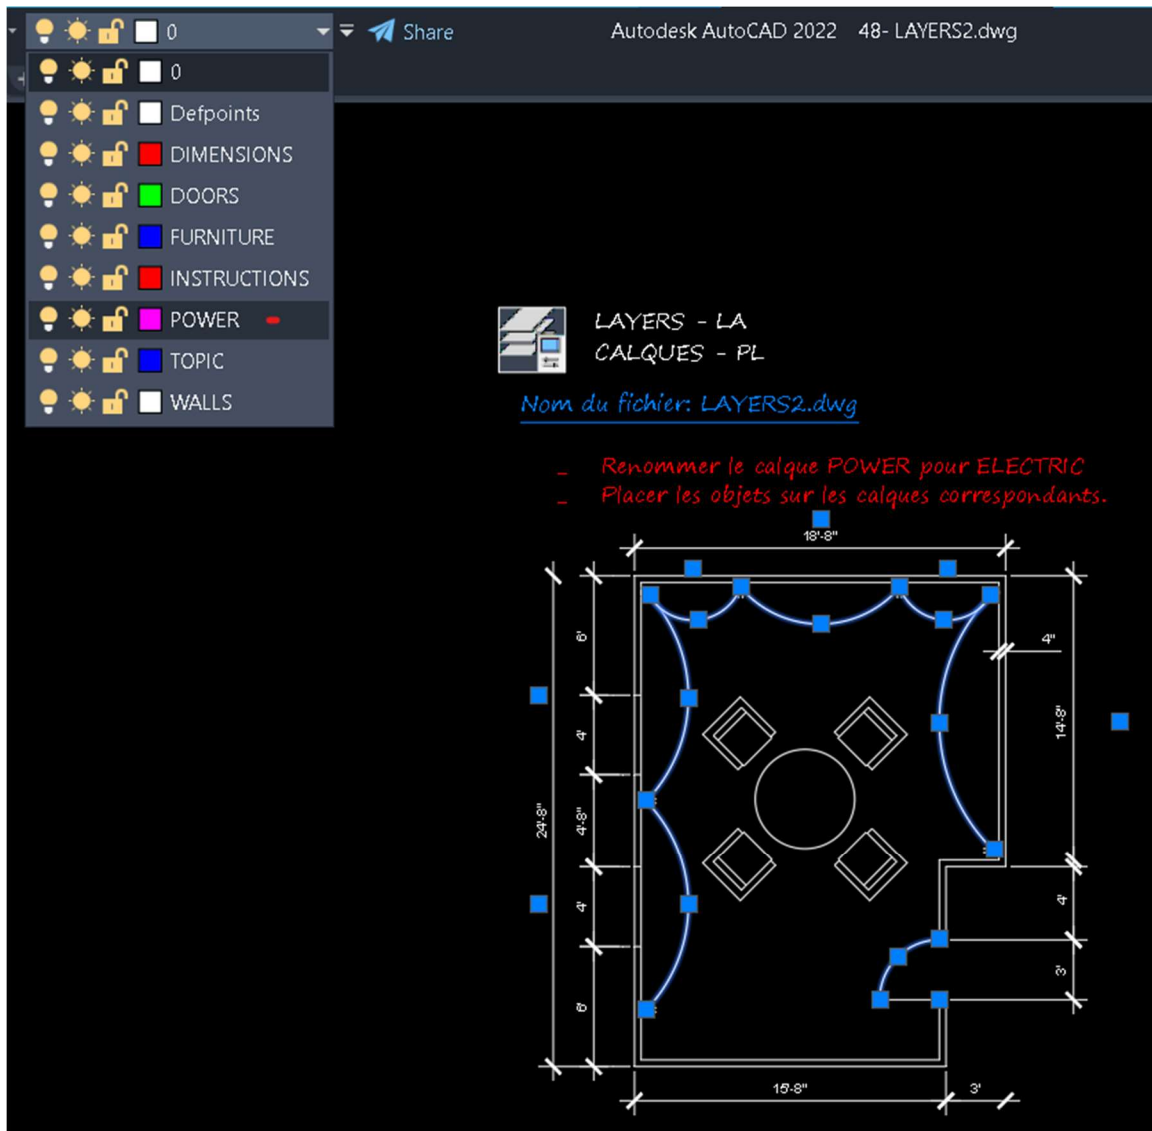 0
Share
Autodesk AutoCAD 2022 48- LAYERS2.dwg
0
Defpoints
DIMENSIONS
DOORS
FURNITURE
INSTRUCTIONS
POWER
TOPIC
WALLS
LAYERS - LA
CALQUES - PL
Nom du fichier: LAYERS2.dwg
_ Renommer le calque POWER pour ELECTRIC
_ Placer les objets sur les calques correspondants.
18'-8"
6'
4"
14'-8"
4'
24'-8"
4'-8"
4'
4'
3'
6'
15'-8"
3'